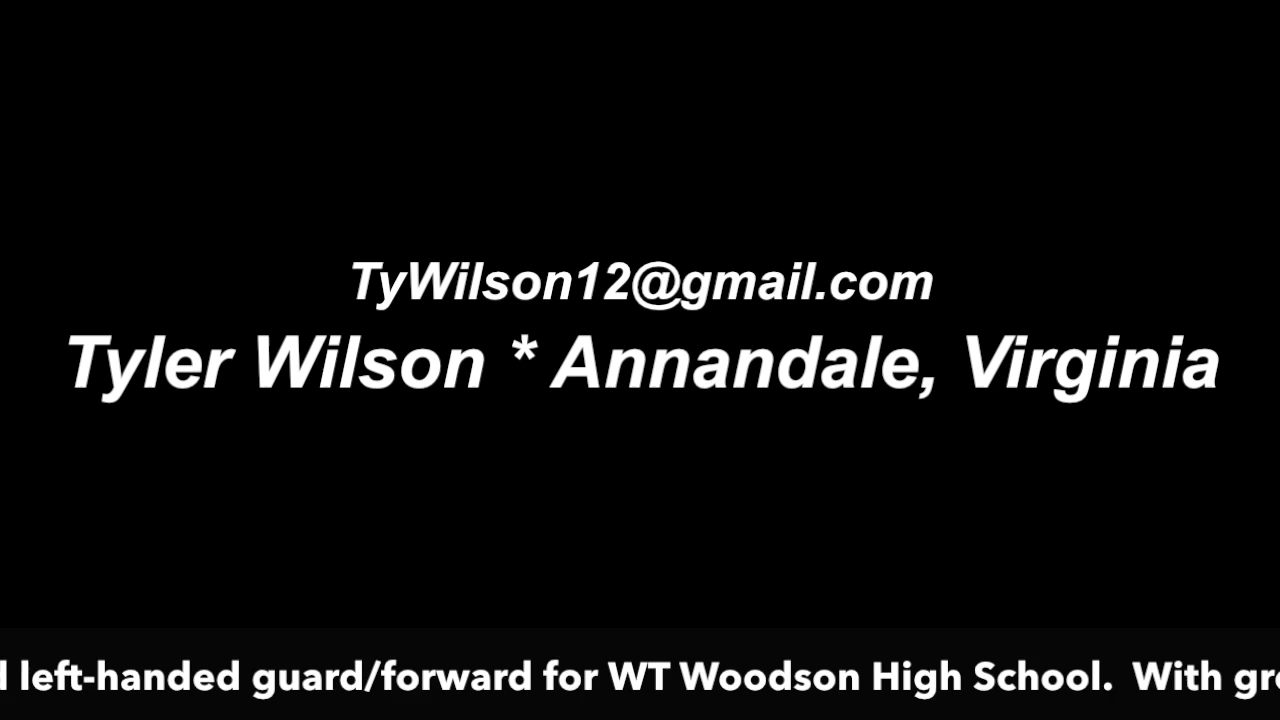 TyWilson12@gmail.com
Tyler Wilson * Annandale, Virginia
left-handed guard/forward for WT Woodson High School. With